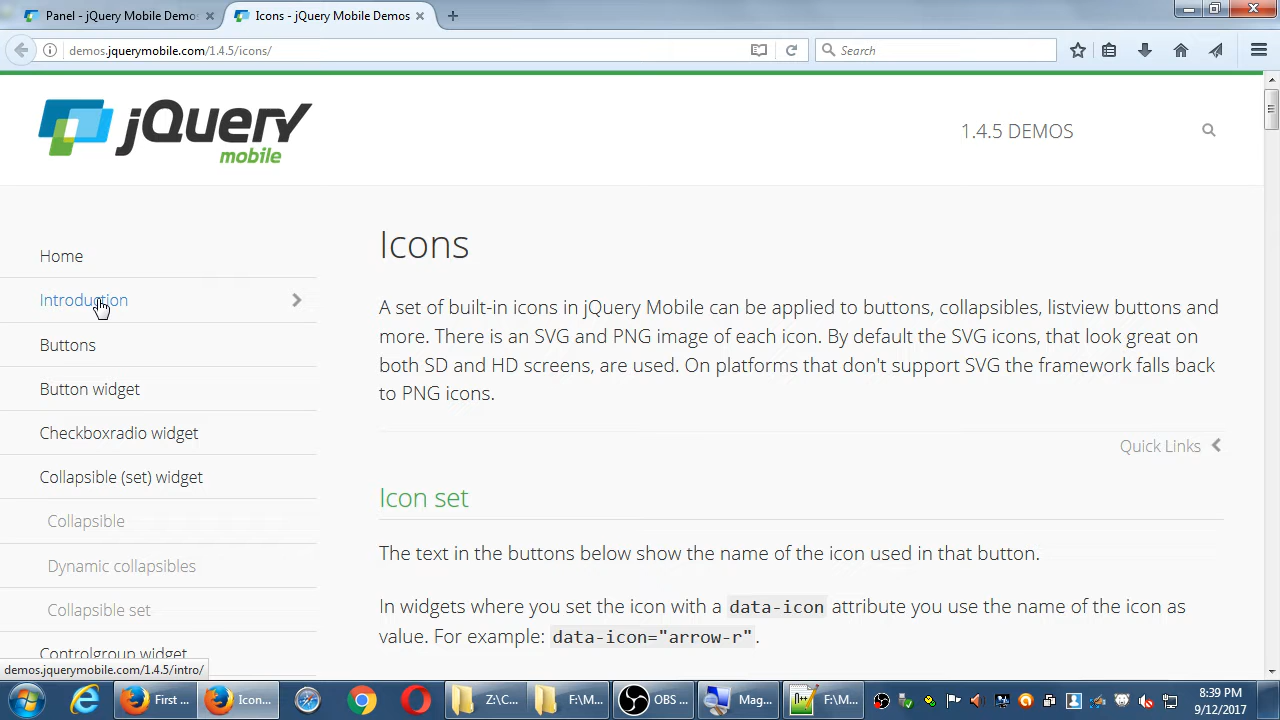 Panel - jQuery Mobile Demos
Icons - jQuery Mobile Demos
demos.jquerymobile.com/1.4.5/icons/
Search
jQuery
mobile
1.4.5 DEMOS
Home
Introduction
Buttons
Button widget
Checkboxradio widget
Collapsible (set) widget
Collapsible
Dynamic collapsibles
Collapsible set
Controlgroup widget
Icons
A set of built-in icons in jQuery Mobile can be applied to buttons, collapsibles, listview buttons and
more. There is an SVG and PNG image of each icon. By default the SVG icons, that look great on
both SD and HD screens, are used. On platforms that don't support SVG the framework falls back
to PNG icons.
Quick Links
Icon set
The text in the buttons below show the name of the icon used in that button.
In widgets where you set the icon with a data-icon attribute you use the name of the icon as
value. For example: data-icon="arrow-r".
demos.jquerymobile.com/1.4.5/intro/
First ...
Icon...
Z:\C...
F:\M...
OBS ...
Mag...
F:\M...
8:39 PM
9/12/2017